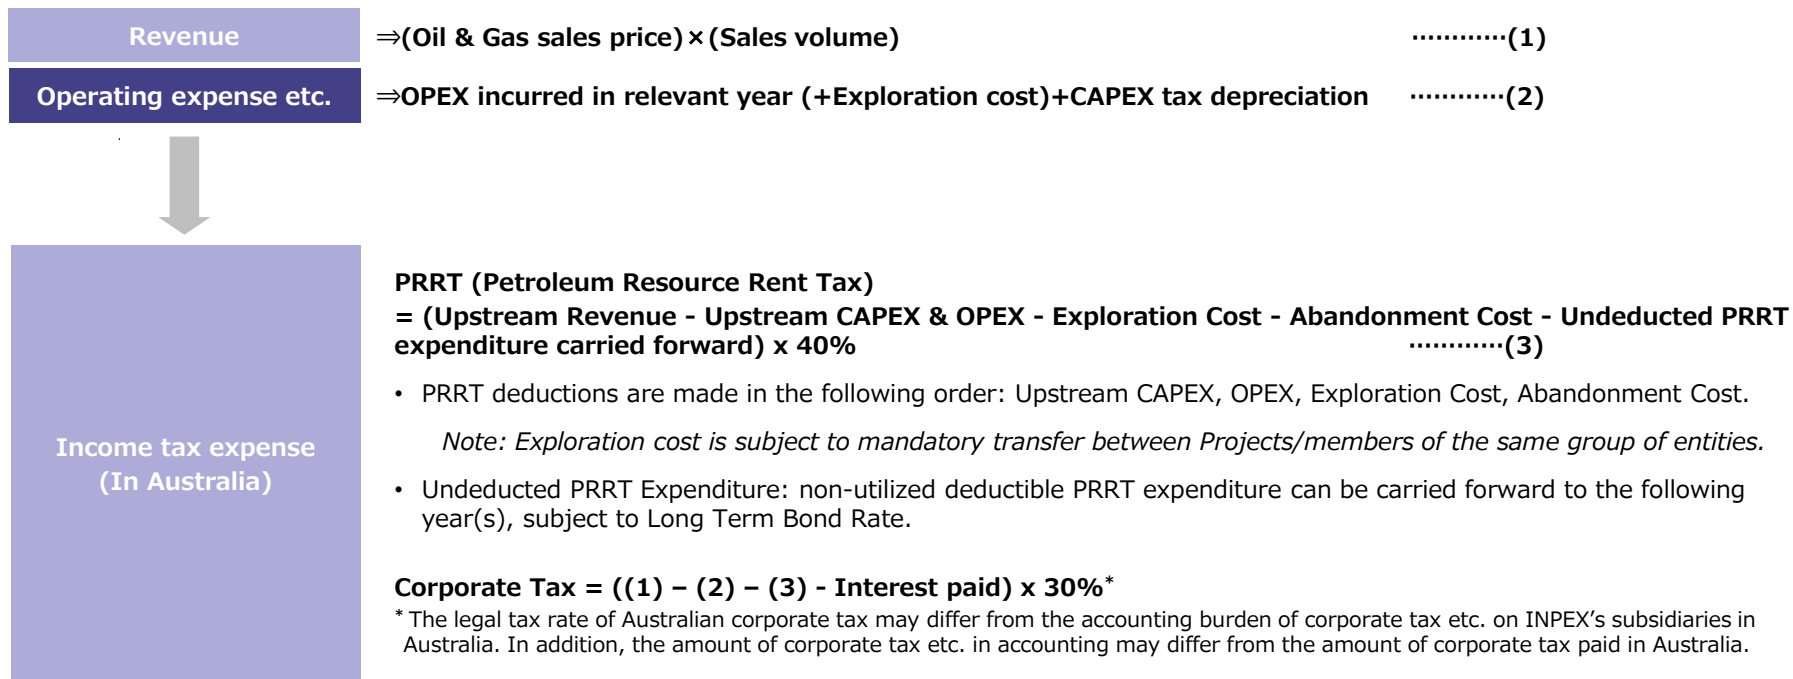 Revenue
⇒(Oil & Gas sales price)×(Sales volume) …………(1)
Operating expense etc.
⇒OPEX incurred in relevant year (+Exploration cost)+CAPEX tax depreciation …………(2)
Income tax expense
(In Australia)
PRRT (Petroleum Resource Rent Tax)
= (Upstream Revenue - Upstream CAPEX & OPEX - Exploration Cost - Abandonment Cost - Undeducted PRRT
expenditure carried forward) x 40% …………(3)
• PRRT deductions are made in the following order: Upstream CAPEX, OPEX, Exploration Cost, Abandonment Cost.
Note: Exploration cost is subject to mandatory transfer between Projects/members of the same group of entities.
• Undeducted PRRT Expenditure: non-utilized deductible PRRT expenditure can be carried forward to the following
year(s), subject to Long Term Bond Rate.
Corporate Tax = ((1) – (2) – (3) - Interest paid) x 30%*
* The legal tax rate of Australian corporate tax may differ from the accounting burden of corporate tax etc. on INPEX’s subsidiaries in
Australia. In addition, the amount of corporate tax etc. in accounting may differ from the amount of corporate tax paid in Australia.